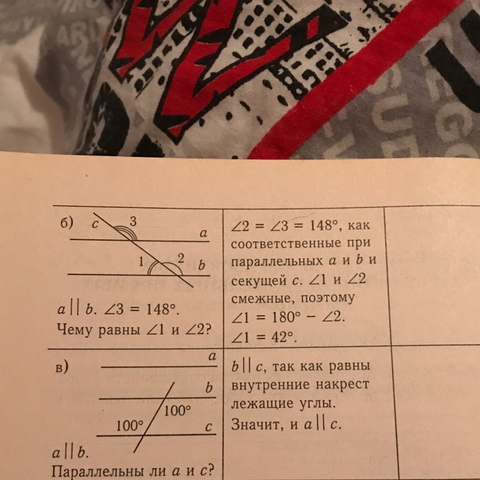 б) c 3 a
1 2 b
a || b. ∠3 = 148°.
Чему равны ∠1 и ∠2?
∠2 = ∠3 = 148°, как
соответственные при
параллельных a и b и
секущей c. ∠1 и ∠2
смежные, поэтому
∠1 = 180° − ∠2.
∠1 = 42°.
в) a
b
100°
100° c
a || b.
Параллельны ли a и c?
b || c, так как равны
внутренние накрест
лежащие углы.
Значит, и a || c.